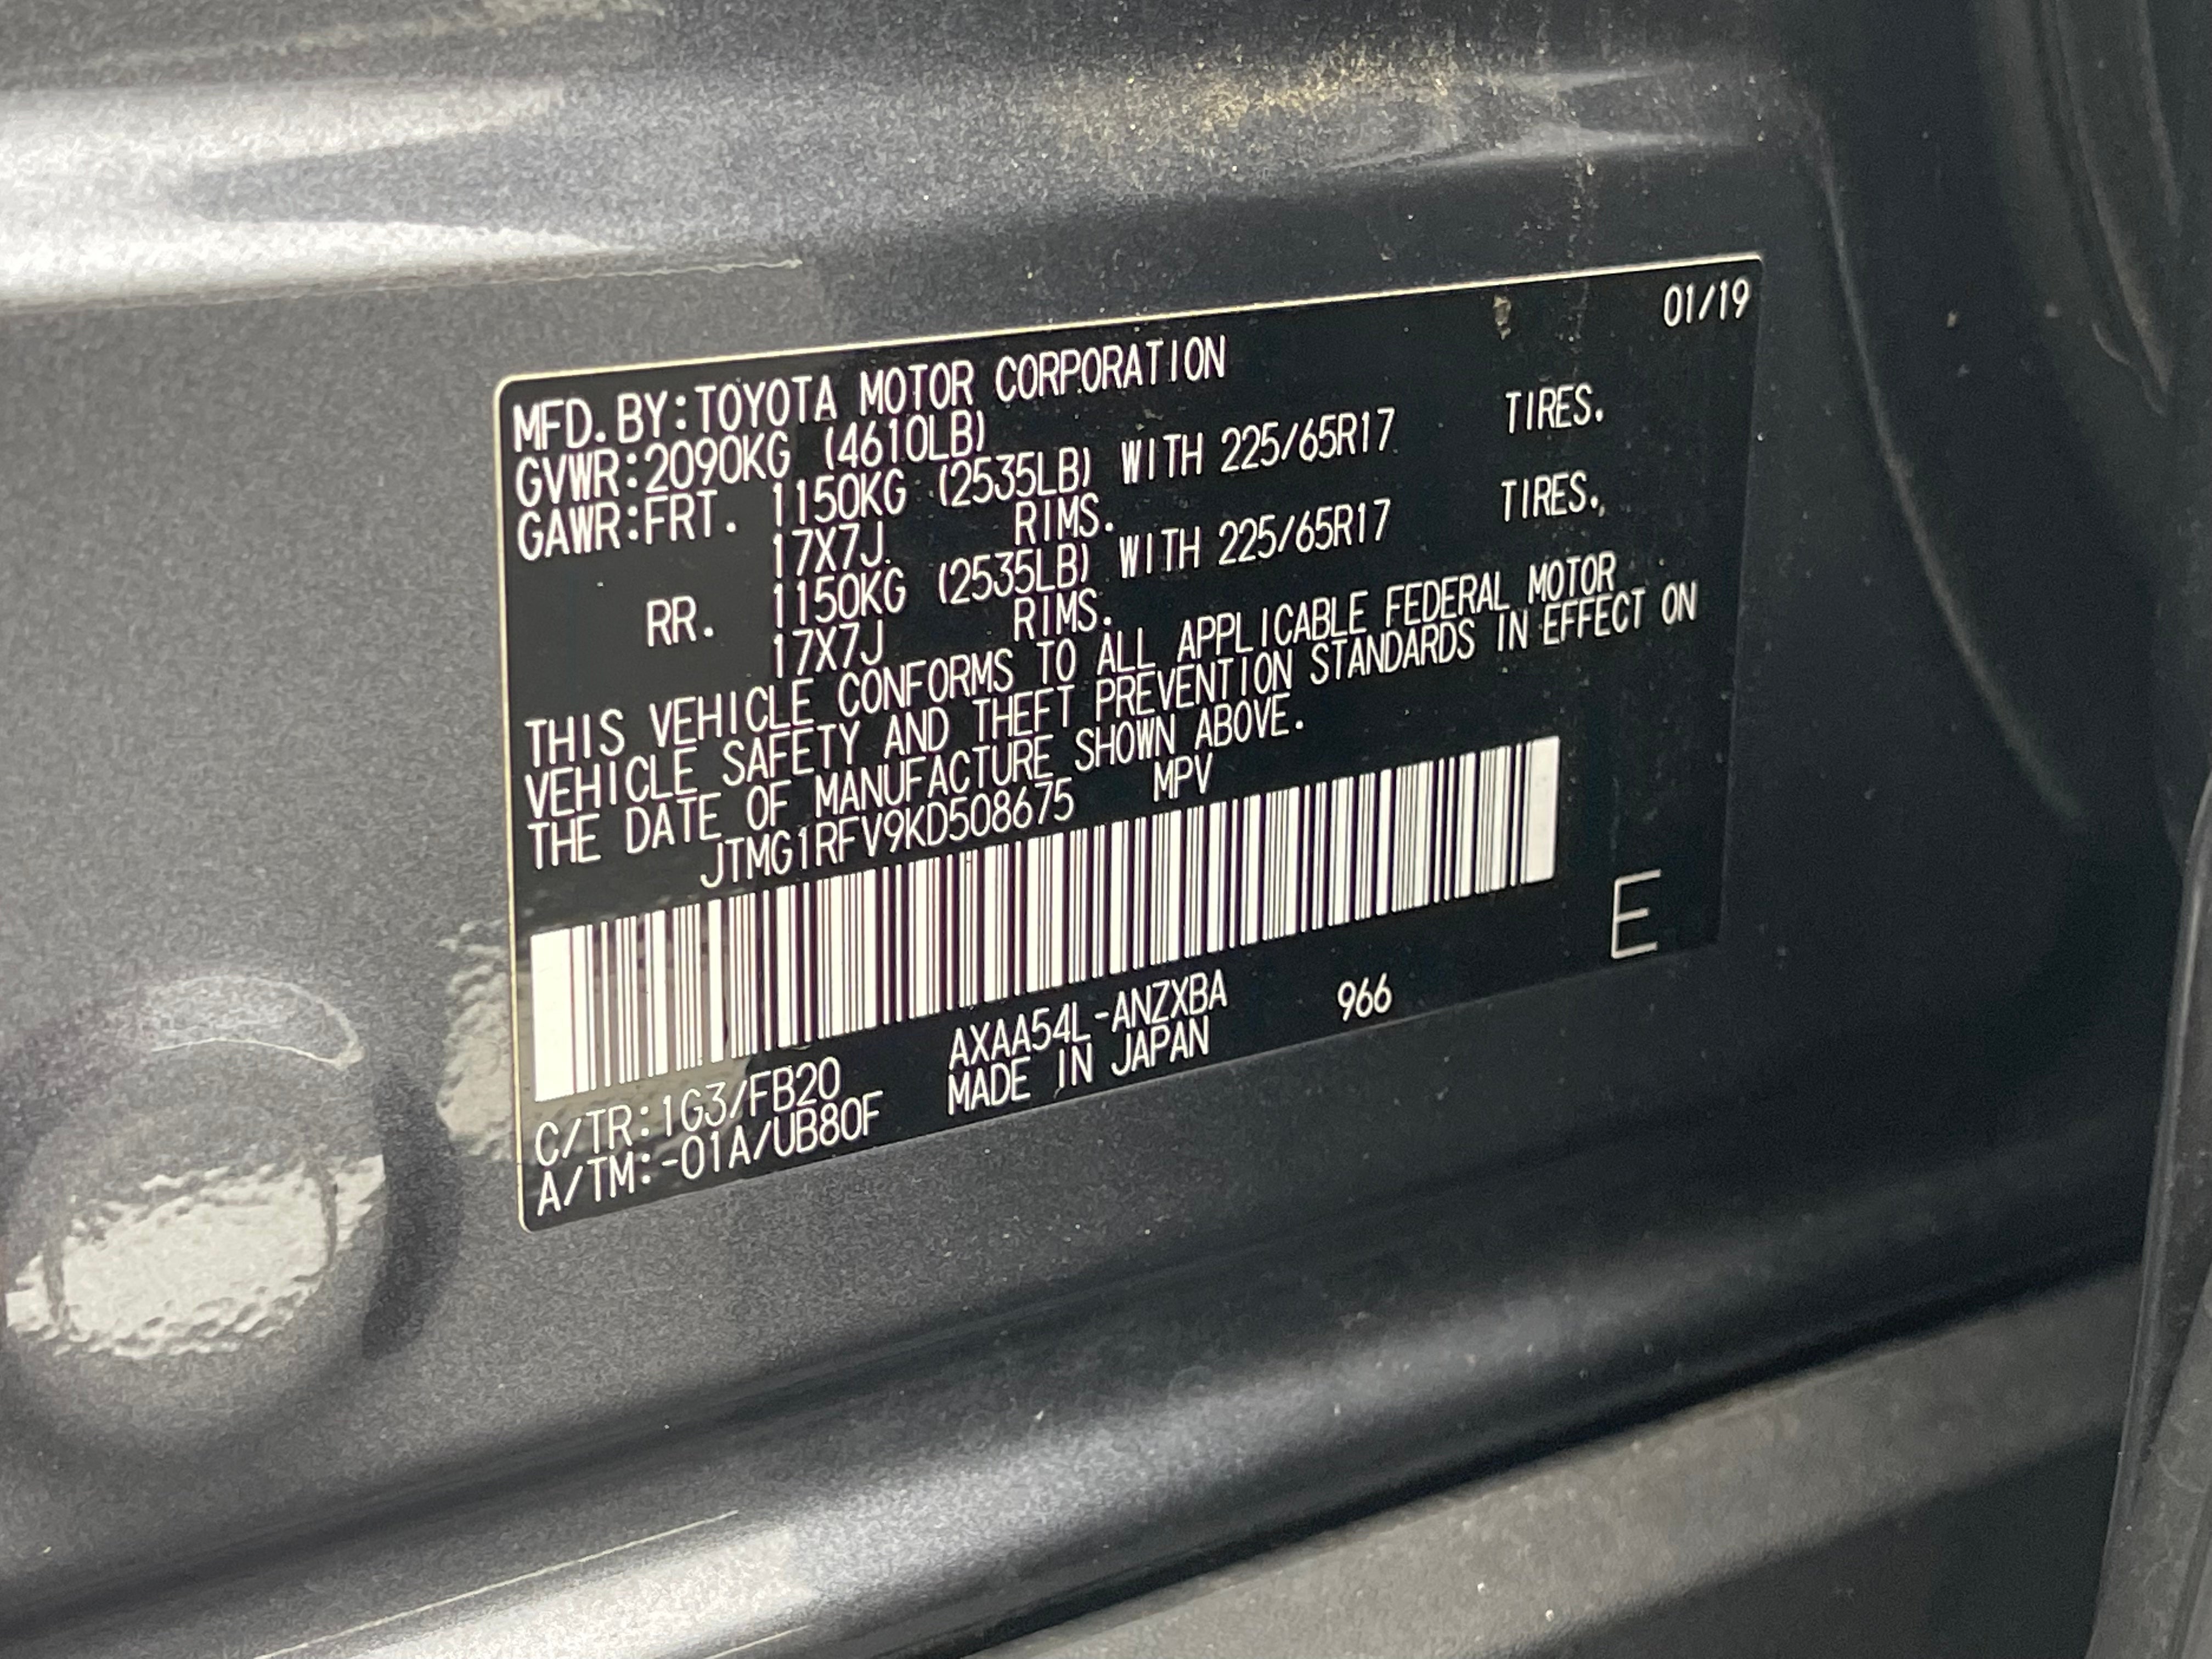 01/19
MFD.BY:TOYOTA MOTOR CORPORATION
GVWR:2090KG (4610LB)
GAWR:FRT. 1150KG (2535LB) WITH 225/65R17 TIRES.
17X7J RIMS.
RR. 1150KG (2535LB) WITH 225/65R17 TIRES.
17X7J RIMS.
THIS VEHICLE CONFORMS TO ALL APPLICABLE FEDERAL MOTOR
VEHICLE SAFETY AND THEFT PREVENTION STANDARDS IN EFFECT ON
THE DATE OF MANUFACTURE SHOWN ABOVE.
JTMG1RFV9KD508675 MPV
E
C/TR:1G3/FB20 AXAA54L-ANZXBA 966
A/TM:-01A/UB80F MADE IN JAPAN